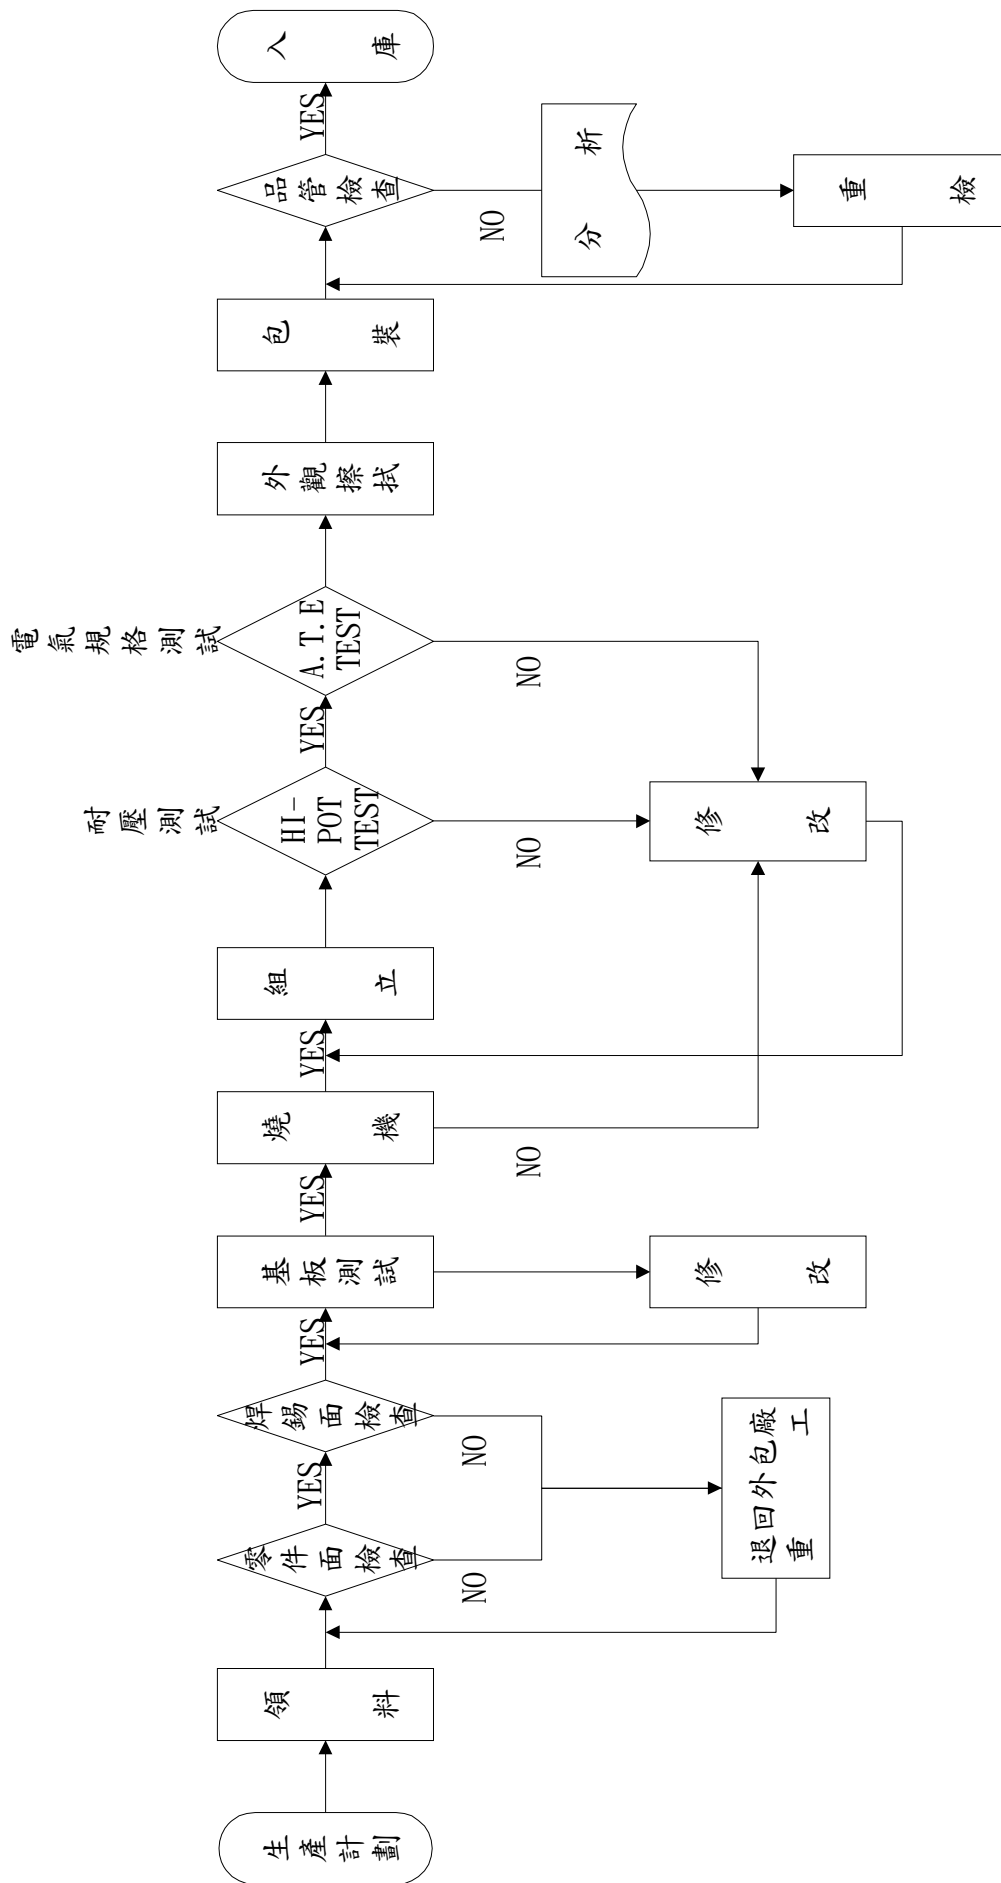 生產計劃
領料
零件面檢查
YES
NO
焊錫面檢查
YES
NO
退回外包廠
重工
基板測試
YES
修改
燒機
YES
NO
組立
耐壓測試
HI-
POT
TEST
YES
NO
修改
電氣規格測試
A.T.E
TEST
NO
外觀擦拭
包裝
品管檢查
YES
NO
分析
重檢
入庫